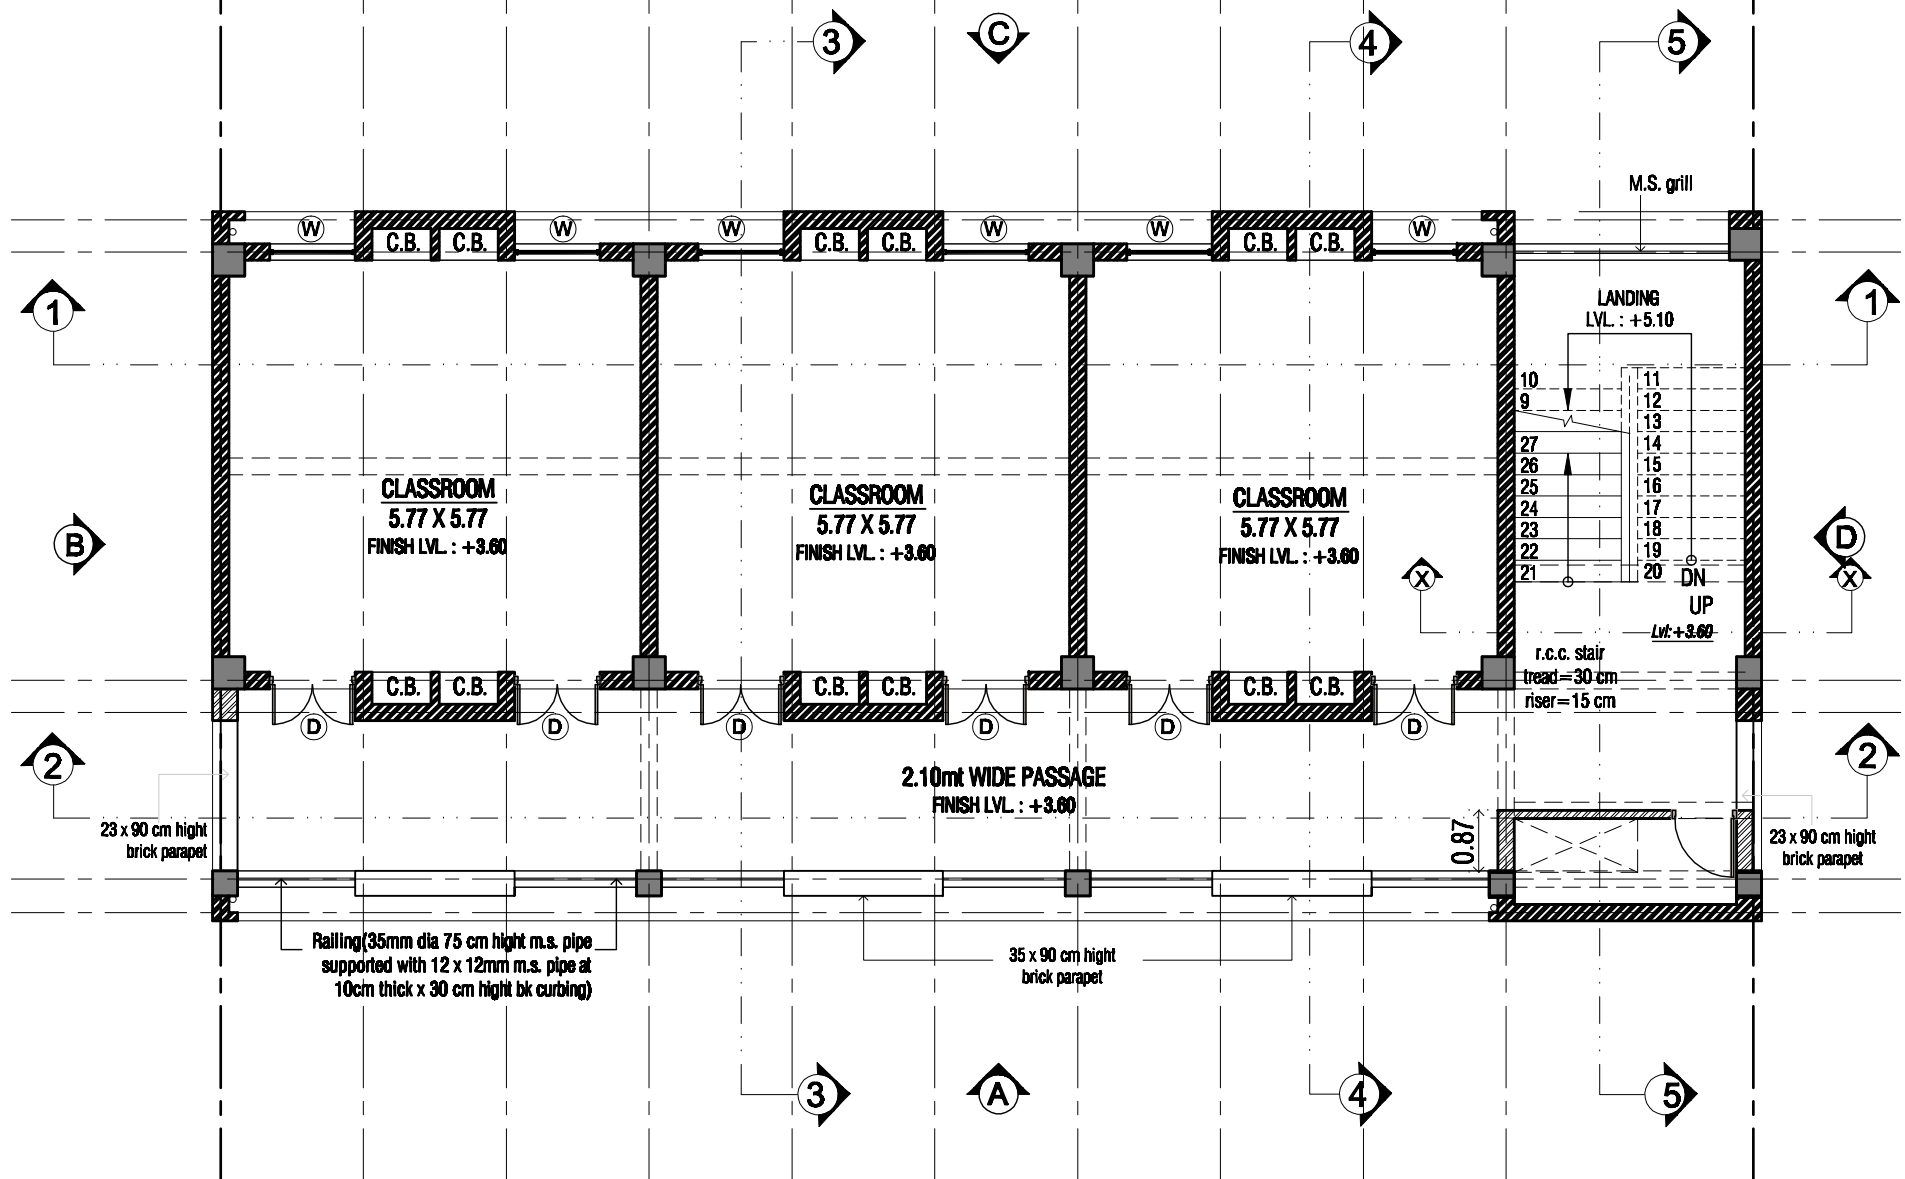 3
C
4
5
M.S. grill
W
W
W
W
W
W
C.B.
C.B.
C.B.
C.B.
C.B.
C.B.
1
1
LANDING
LVL. : +5.10
10
11
9
12
13
27
14
26
15
25
16
24
17
23
18
22
19
21
20
DN
UP
Lvl:+3.60
CLASSROOM
5.77 X 5.77
FINISH LVL. : +3.60
CLASSROOM
5.77 X 5.77
FINISH LVL. : +3.60
CLASSROOM
5.77 X 5.77
FINISH LVL. : +3.60
B
D
X
X
r.c.c. stair
tread=30 cm
riser=15 cm
C.B.
C.B.
C.B.
C.B.
C.B.
C.B.
D
D
D
D
D
D
2
2
2.10mt WIDE PASSAGE
FINISH LVL. : +3.60
23 x 90 cm hight
brick parapet
0.87
23 x 90 cm hight
brick parapet
Railing(35mm dia 75 cm hight m.s. pipe
supported with 12 x 12mm m.s. pipe at
10cm thick x 30 cm hight bk curbing)
35 x 90 cm hight
brick parapet
3
A
4
5